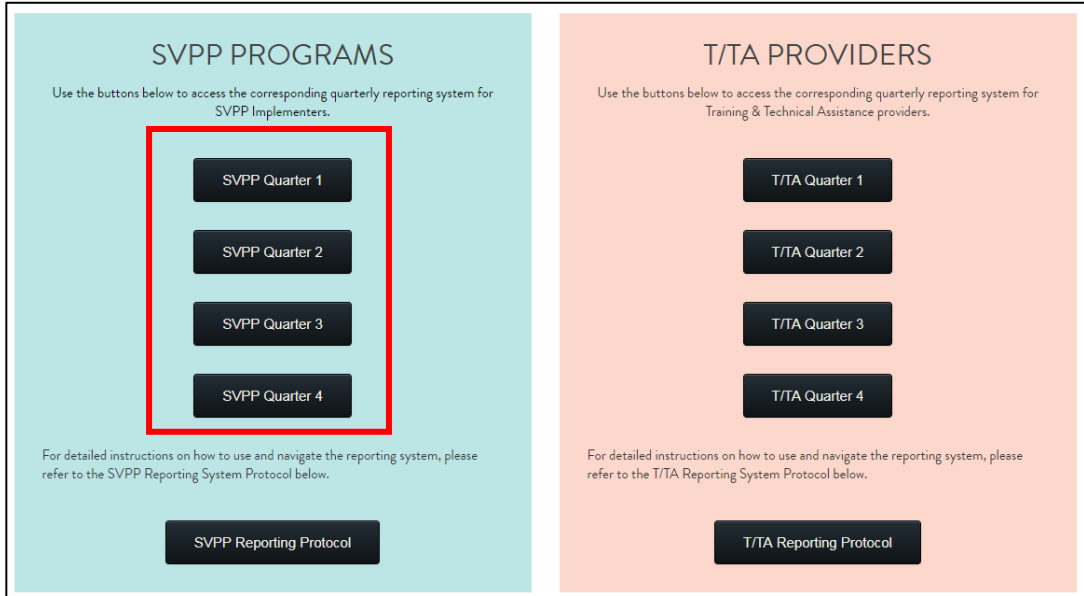 SVPP PROGRAMS
Use the buttons below to access the corresponding quarterly reporting system for
SVPP Implementers.
SVPP Quarter 1
SVPP Quarter 2
SVPP Quarter 3
SVPP Quarter 4
For detailed instructions on how to use and navigate the reporting system, please
refer to the SVPP Reporting System Protocol below.
SVPP Reporting Protocol
T/TA PROVIDERS
Use the buttons below to access the corresponding quarterly reporting system for
Training & Technical Assistance providers.
T/TA Quarter 1
T/TA Quarter 2
T/TA Quarter 3
T/TA Quarter 4
For detailed instructions on how to use and navigate the reporting system, please
refer to the T/TA Reporting System Protocol below.
T/TA Reporting Protocol